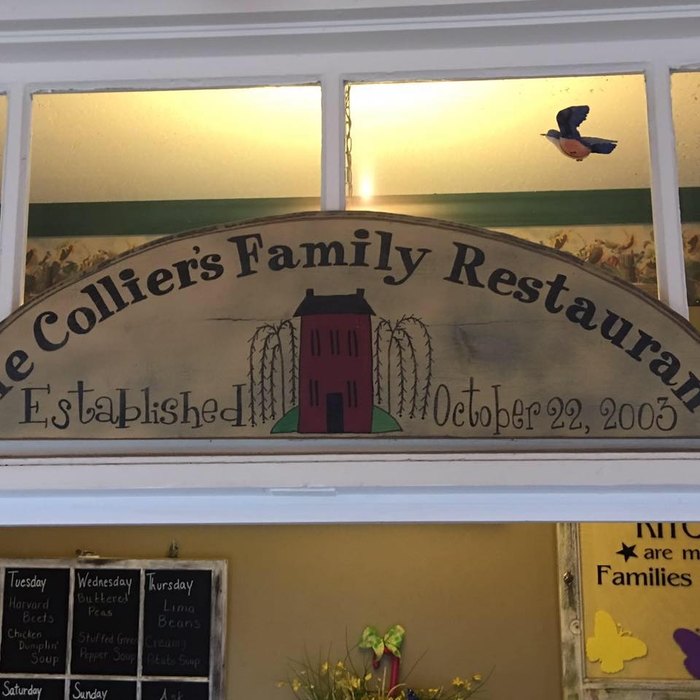 Collier's Family Restaurant
Established October 22, 2003
Tuesday
Harvard
Beets
Chicken
Dumplin'
Soup
Wednesday
Buttered
Peas
Stuffed Green
Pepper Soup
Thursday
Lima
Beans
Creamy
Potato Soup
Saturday
Sunday
Ask
are m
Families